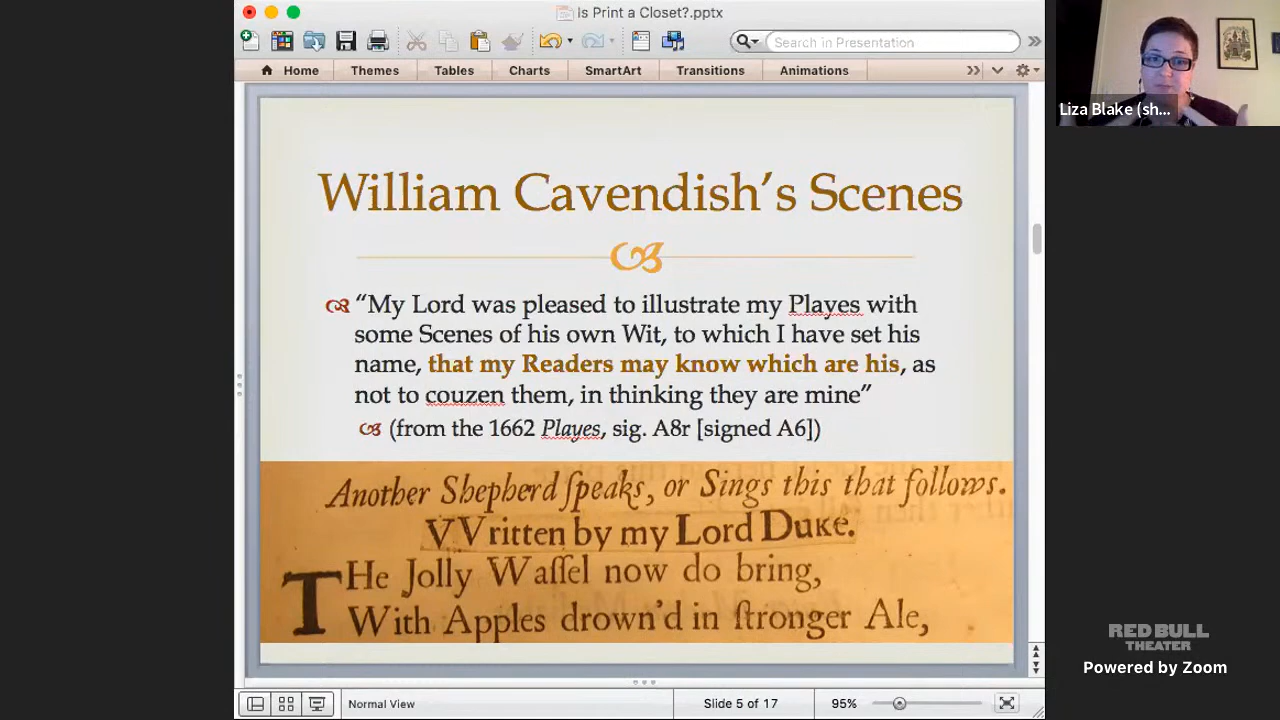 Is Print a Closet?.pptx
Search in Presentation
Home Themes Tables Charts SmartArt Transitions Animations
William Cavendish’s Scenes
“My Lord was pleased to illustrate my Playes with
some Scenes of his own Wit, to which I have set his
name, that my Readers may know which are his, as
not to couzen them, in thinking they are mine”
(from the 1662 Playes, sig. A8r [signed A6])
Another Shepherd ſpeaks, or Sings this that follows.
VVritten by my Lord Duke.
THe Jolly Waſſel now do bring,
With Apples drown'd in ſtronger Ale,
Normal View
Slide 5 of 17
95%
Liza Blake (sh...
RED BULL
THEATER
Powered by Zoom